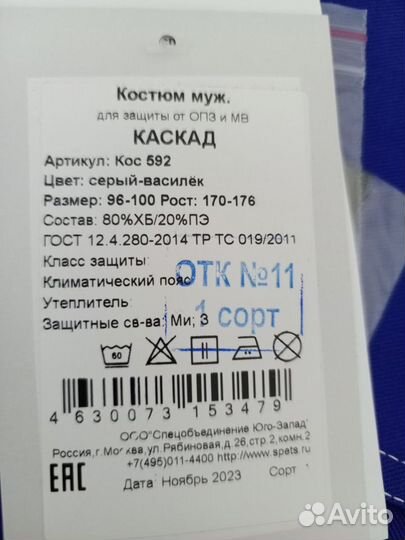 Костюм муж.
для защиты от ОПЗ и МВ
КАСКАД
Артикул: Кос 592
Цвет: серый-василёк
Размер: 96-100 Рост: 170-176
Состав: 80%ХБ/20%ПЭ
ГОСТ 12.4.280-2014 ТР ТС 019/2011
Класс защиты:
Климатический пояс
Утеплитель:
Защитные св-ва: Ми; З
ОТК №11
1 сорт
60
4 630073 153479
ООО"Спецобъединение Юго-Запад"
Россия,г.Москва,ул.Рябиновая,д.26,стр.2,комн.2
+7(495)011-4400 http://www.spets.ru
EAC
Дата: Ноябрь 2023 Сорт 1
Avito